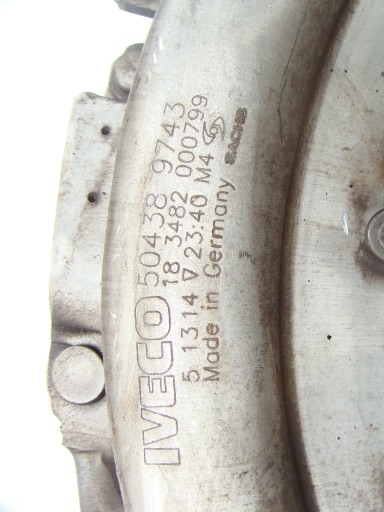 IVECO 50438 9743
18 3482 000799
5 1314 ∇ 23:40 M4
Made in Germany SACHS